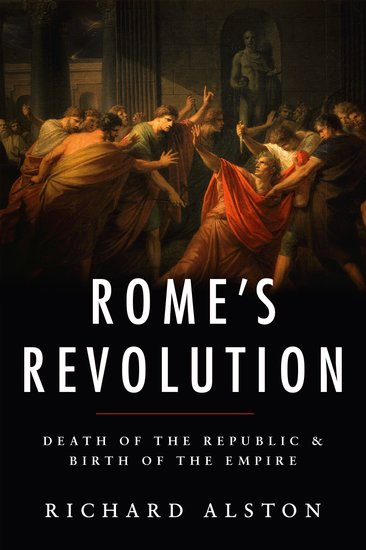 ROME'S
REVOLUTION
DEATH OF THE REPUBLIC &
BIRTH OF THE EMPIRE
RICHARD ALSTON